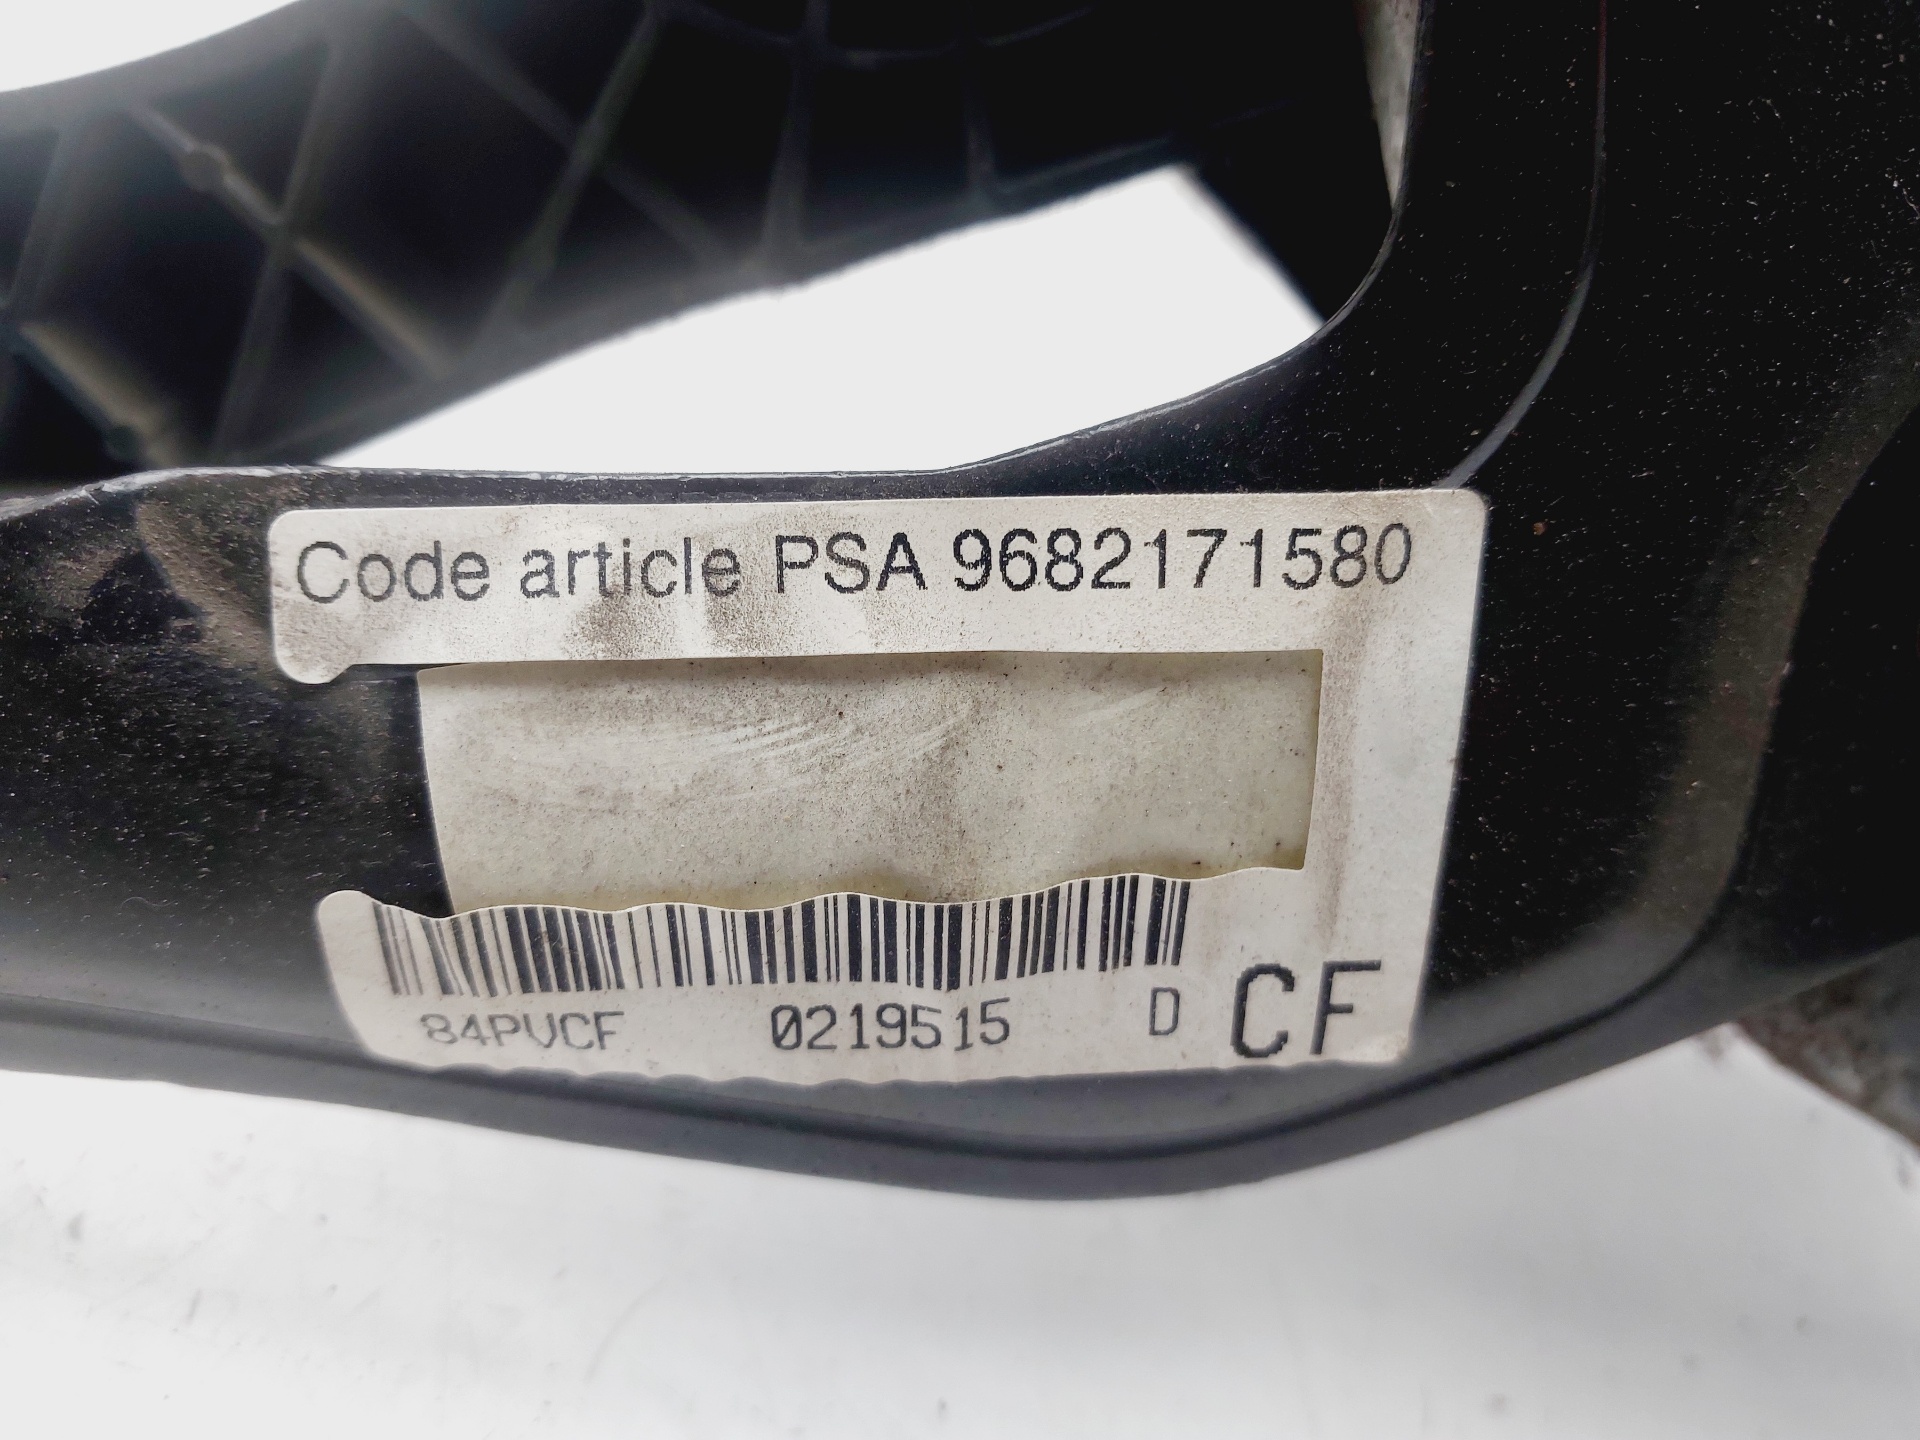 Code article PSA 9682171580
84PVCF 0219515 D CF